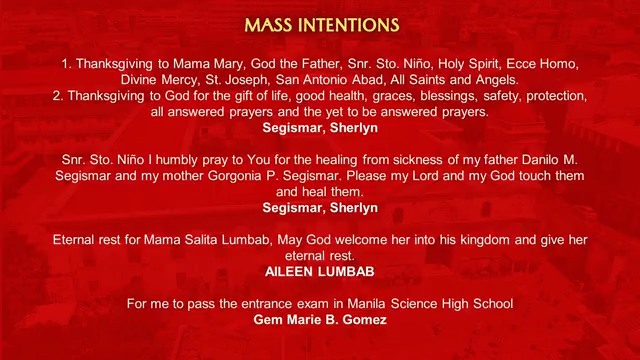 MASS INTENTIONS
1. Thanksgiving to Mama Mary, God the Father, Snr. Sto. Niño, Holy Spirit, Ecce Homo,
Divine Mercy, St. Joseph, San Antonio Abad, All Saints and Angels.
2. Thanksgiving to God for the gift of life, good health, graces, blessings, safety, protection,
all answered prayers and the yet to be answered prayers.
Segismar, Sherlyn
Snr. Sto. Niño I humbly pray to You for the healing from sickness of my father Danilo M.
Segismar and my mother Gorgonia P. Segismar. Please my Lord and my God touch them
and heal them.
Segismar, Sherlyn
Eternal rest for Mama Salita Lumbab, May God welcome her into his kingdom and give her
eternal rest.
AILEEN LUMBAB
For me to pass the entrance exam in Manila Science High School
Gem Marie B. Gomez